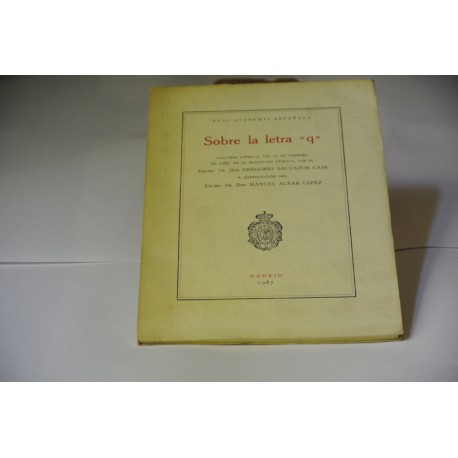 REAL ACADEMIA ESPAÑOLA
Sobre la letra "q"
DISCURSO LEÍDO EL DÍA 15 DE FEBRERO
DE 1987, EN SU RECEPCIÓN PÚBLICA, POR EL
EXCMO. SR. DON GREGORIO SALVADOR CAJA
Y CONTESTACIÓN DEL
EXCMO. SR. DON MANUEL ALVAR LÓPEZ
MADRID
1987